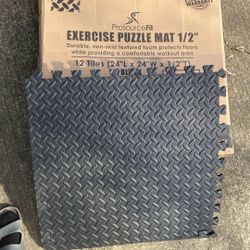 ProsourceFit
EXERCISE PUZZLE MAT 1/2"
Durable, non-skid textured foam protects floors
while providing a comfortable workout area
12 Tiles (24"L x 24"W x 1/2"T)
WARRANTY